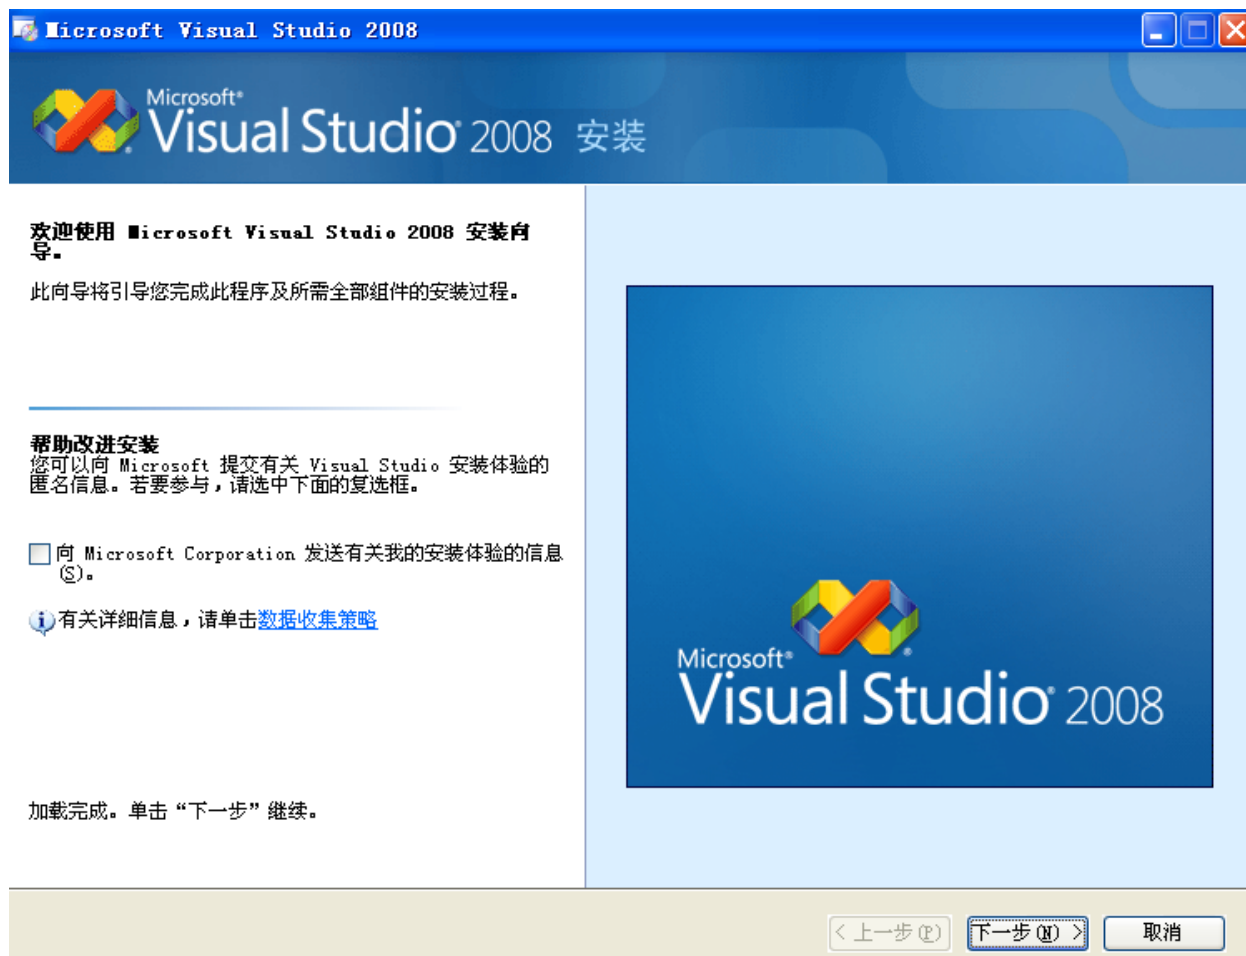 Microsoft Visual Studio 2008
Microsoft®
Visual Studio® 2008 安装
欢迎使用 Microsoft Visual Studio 2008 安装向
导。
此向导将引导您完成此程序及所需全部组件的安装过程。
帮助改进安装
您可以向 Microsoft 提交有关 Visual Studio 安装体验的
匿名信息。若要参与，请选中下面的复选框。
向 Microsoft Corporation 发送有关我的安装体验的信息
(S)。
有关详细信息，请单击数据收集策略
加载完成。单击“下一步”继续。
Microsoft®
Visual Studio® 2008
< 上一步(P)
下一步(N) >
取消